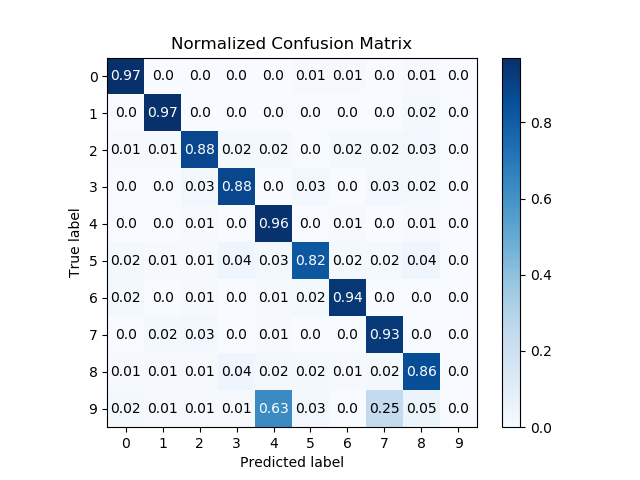 Normalized Confusion Matrix
0 0.97 0.0 0.0 0.0 0.0 0.01 0.01 0.0 0.01 0.0
1 0.0 0.97 0.0 0.0 0.0 0.0 0.0 0.0 0.02 0.0
2 0.01 0.01 0.88 0.02 0.02 0.0 0.02 0.02 0.03 0.0
3 0.0 0.0 0.03 0.88 0.0 0.03 0.0 0.03 0.02 0.0
4 0.0 0.0 0.01 0.0 0.96 0.0 0.01 0.0 0.01 0.0
5 0.02 0.01 0.01 0.04 0.03 0.82 0.02 0.02 0.04 0.0
6 0.02 0.0 0.01 0.0 0.01 0.02 0.94 0.0 0.0 0.0
7 0.0 0.02 0.03 0.0 0.01 0.0 0.0 0.93 0.0 0.0
8 0.01 0.01 0.01 0.04 0.02 0.02 0.01 0.02 0.86 0.0
9 0.02 0.01 0.01 0.01 0.63 0.03 0.0 0.25 0.05 0.0
0 1 2 3 4 5 6 7 8 9
True label
Predicted label
0.8
0.6
0.4
0.2
0.0